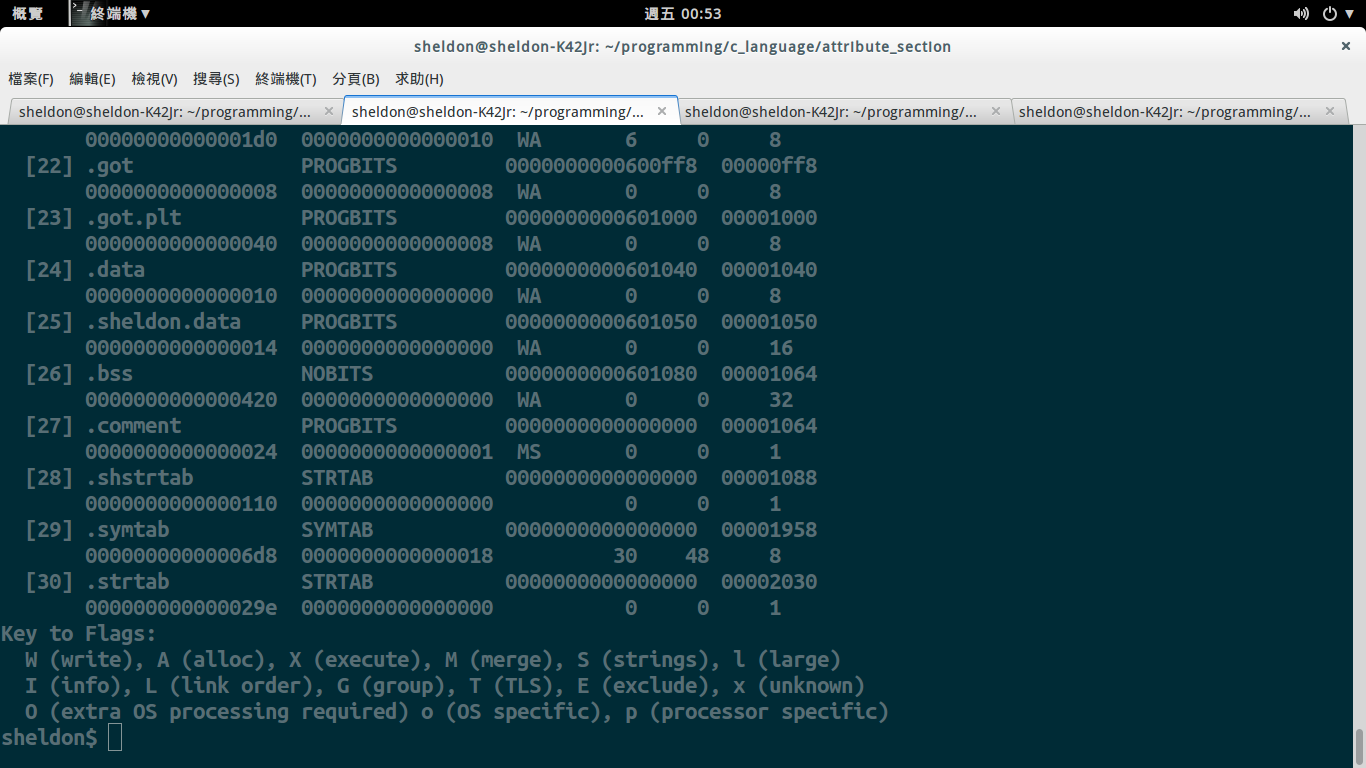 概覽 終端機 ▾ 週五 00:53
sheldon@sheldon-K42Jr: ~/programming/c_language/attribute_section ×
檔案(F) 編輯(E) 檢視(V) 搜尋(S) 終端機(T) 分頁(B) 求助(H)
sheldon@sheldon-K42Jr: ~/programming/... × sheldon@sheldon-K42Jr: ~/programming/... × sheldon@sheldon-K42Jr: ~/programming/... × sheldon@sheldon-K42Jr: ~/programming/... ×
       00000000000001d0  0000000000000010  WA       6     0     8
  [22] .got              PROGBITS         0000000000600ff8  00000ff8
       0000000000000008  0000000000000008  WA       0     0     8
  [23] .got.plt          PROGBITS         0000000000601000  00001000
       0000000000000040  0000000000000008  WA       0     0     8
  [24] .data             PROGBITS         0000000000601040  00001040
       0000000000000010  0000000000000000  WA       0     0     8
  [25] .sheldon.data     PROGBITS         0000000000601050  00001050
       0000000000000014  0000000000000000  WA       0     0     16
  [26] .bss              NOBITS           0000000000601080  00001064
       0000000000000420  0000000000000000  WA       0     0     32
  [27] .comment          PROGBITS         0000000000000000  00001064
       0000000000000024  0000000000000001  MS       0     0     1
  [28] .shstrtab         STRTAB           0000000000000000  00001088
       0000000000000110  0000000000000000           0     0     1
  [29] .symtab           SYMTAB           0000000000000000  00001958
       00000000000006d8  0000000000000018          30    48     8
  [30] .strtab           STRTAB           0000000000000000  00002030
       000000000000029e  0000000000000000           0     0     1
Key to Flags:
  W (write), A (alloc), X (execute), M (merge), S (strings), l (large)
  I (info), L (link order), G (group), T (TLS), E (exclude), x (unknown)
  O (extra OS processing required) o (OS specific), p (processor specific)
sheldon$